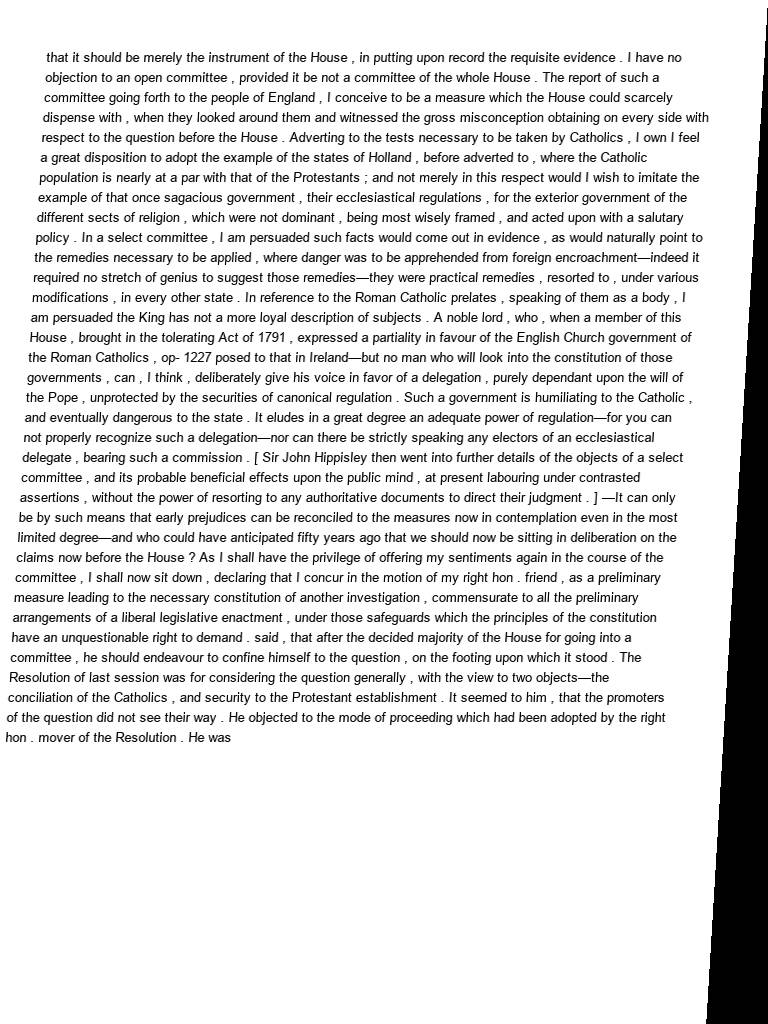 that it should be merely the instrument of the House , in putting upon record the requisite evidence . I have no
objection to an open committee , provided it be not a committee of the whole House . The report of such a
committee going forth to the people of England , I conceive to be a measure which the House could scarcely
dispense with , when they looked around them and witnessed the gross misconception obtaining on every side with
respect to the question before the House . Adverting to the tests necessary to be taken by Catholics , I own I feel
a great disposition to adopt the example of the states of Holland , before adverted to , where the Catholic
population is nearly at a par with that of the Protestants ; and not merely in this respect would I wish to imitate the
example of that once sagacious government , their ecclesiastical regulations , for the exterior government of the
different sects of religion , which were not dominant , being most wisely framed , and acted upon with a salutary
policy . In a select committee , I am persuaded such facts would come out in evidence , as would naturally point to
the remedies necessary to be applied , where danger was to be apprehended from foreign encroachment—indeed it
required no stretch of genius to suggest those remedies—they were practical remedies , resorted to , under various
modifications , in every other state . In reference to the Roman Catholic prelates , speaking of them as a body , I
am persuaded the King has not a more loyal description of subjects . A noble lord , who , when a member of this
House , brought in the tolerating Act of 1791 , expressed a partiality in favour of the English Church government of
the Roman Catholics , op- 1227 posed to that in Ireland—but no man who will look into the constitution of those
governments , can , I think , deliberately give his voice in favor of a delegation , purely dependant upon the will of
the Pope , unprotected by the securities of canonical regulation . Such a government is humiliating to the Catholic ,
and eventually dangerous to the state . It eludes in a great degree an adequate power of regulation—for you can
not properly recognize such a delegation—nor can there be strictly speaking any electors of an ecclesiastical
delegate , bearing such a commission . [ Sir John Hippisley then went into further details of the objects of a select
committee , and its probable beneficial effects upon the public mind , at present labouring under contrasted
assertions , without the power of resorting to any authoritative documents to direct their judgment . ] —It can only
be by such means that early prejudices can be reconciled to the measures now in contemplation even in the most
limited degree—and who could have anticipated fifty years ago that we should now be sitting in deliberation on the
claims now before the House ? As I shall have the privilege of offering my sentiments again in the course of the
committee , I shall now sit down , declaring that I concur in the motion of my right hon . friend , as a preliminary
measure leading to the necessary constitution of another investigation , commensurate to all the preliminary
arrangements of a liberal legislative enactment , under those safeguards which the principles of the constitution
have an unquestionable right to demand . said , that after the decided majority of the House for going into a
committee , he should endeavour to confine himself to the question , on the footing upon which it stood . The
Resolution of last session was for considering the question generally , with the view to two objects—the
conciliation of the Catholics , and security to the Protestant establishment . It seemed to him , that the promoters
of the question did not see their way . He objected to the mode of proceeding which had been adopted by the right
hon . mover of the Resolution . He was